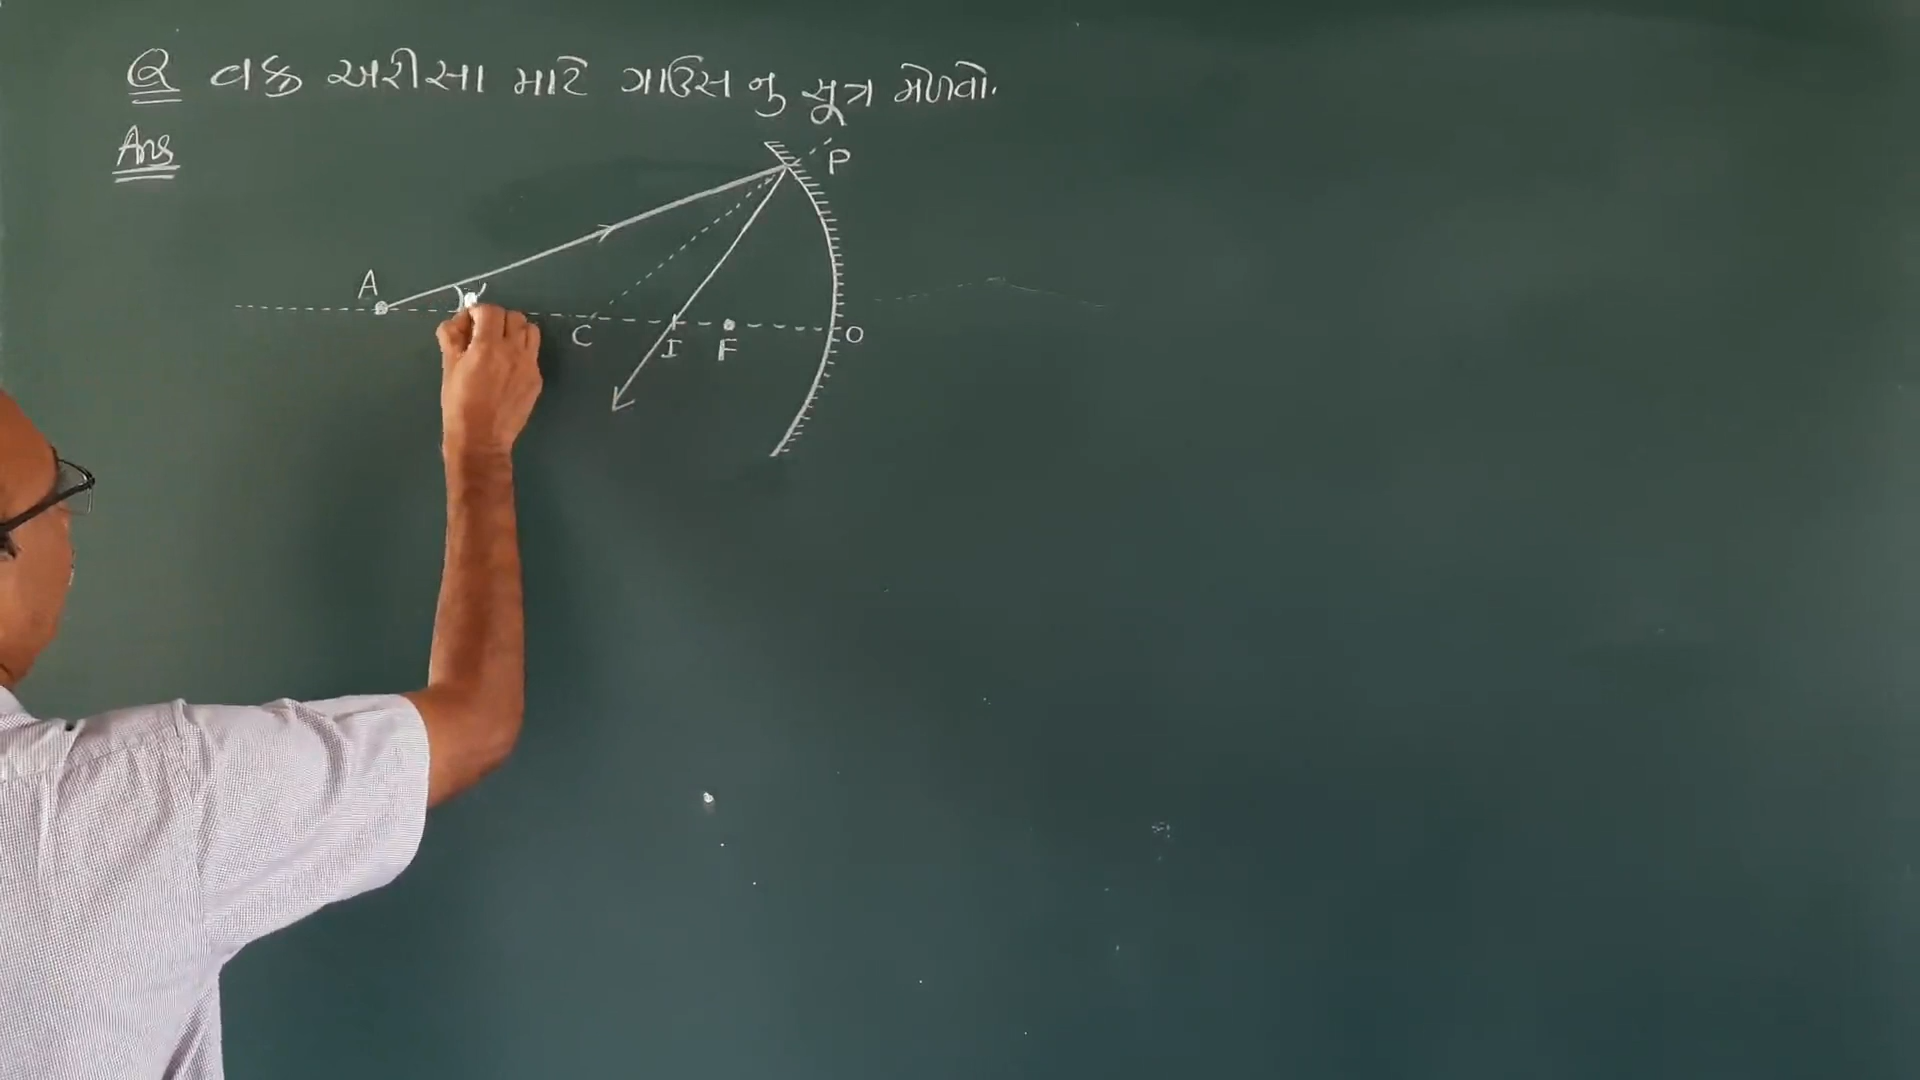 Q વક્ર અરીસા માટે ગાઉસ નુ સૂત્ર મેળવો.
Ans
P
A
C I F O